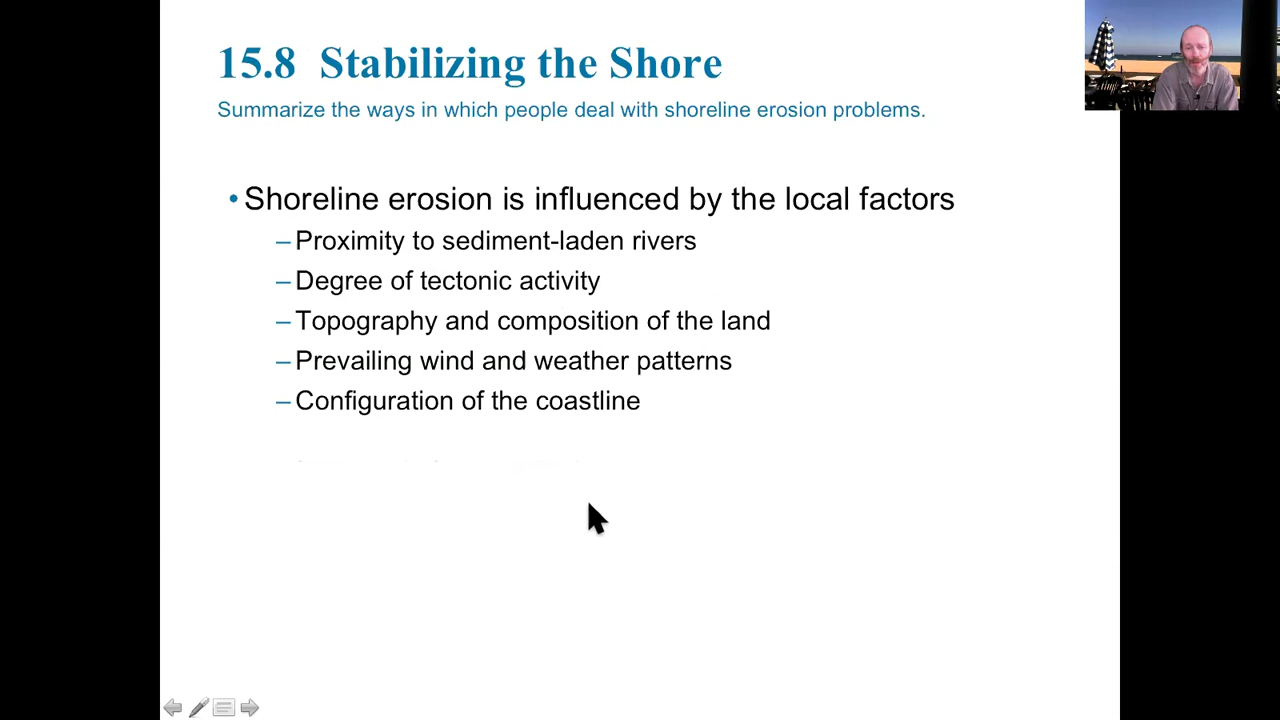 15.8 Stabilizing the Shore
Summarize the ways in which people deal with shoreline erosion problems.
• Shoreline erosion is influenced by the local factors
– Proximity to sediment-laden rivers
– Degree of tectonic activity
– Topography and composition of the land
– Prevailing wind and weather patterns
– Configuration of the coastline